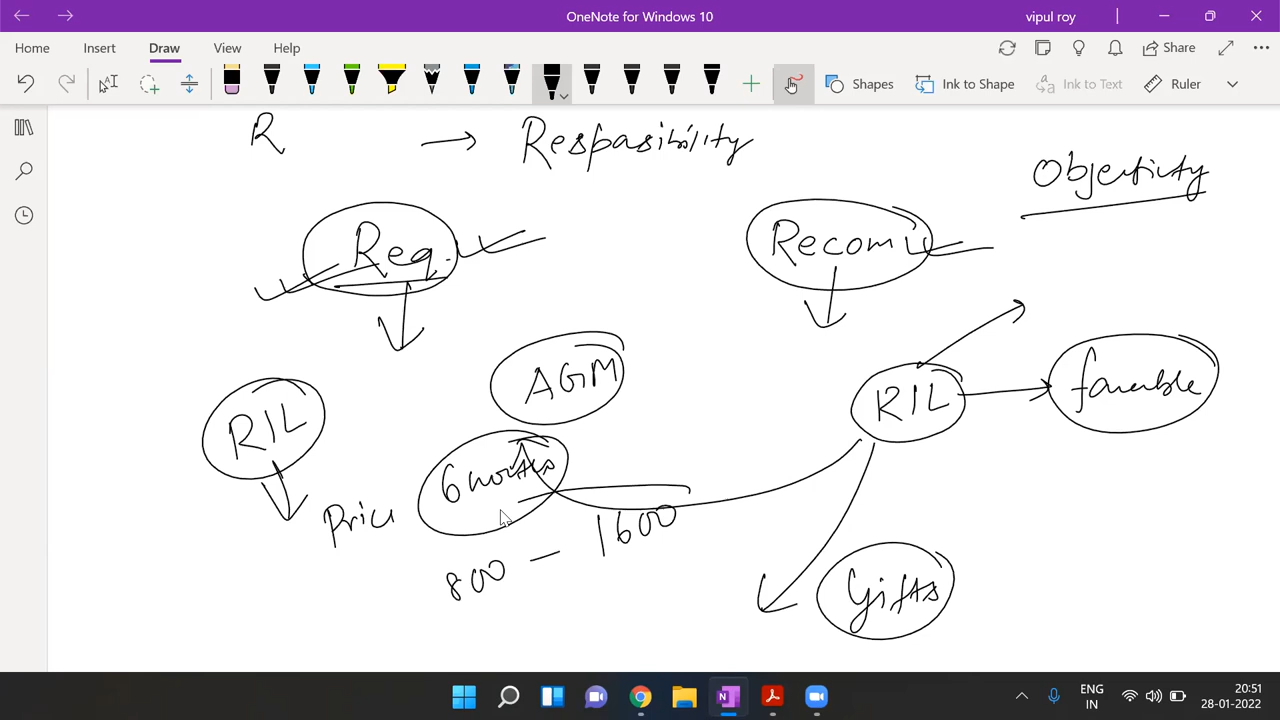 OneNote for Windows 10
vipul roy
Home Insert Draw View Help
Share
Shapes
Ink to Shape
Ink to Text
Ruler
R → Respasibility
Objectivity
Req.
Recom
AGM
RIL
RIL
favable
6 months
Price
1600
800 –
Gifts
ENG
IN
20:51
28-01-2022